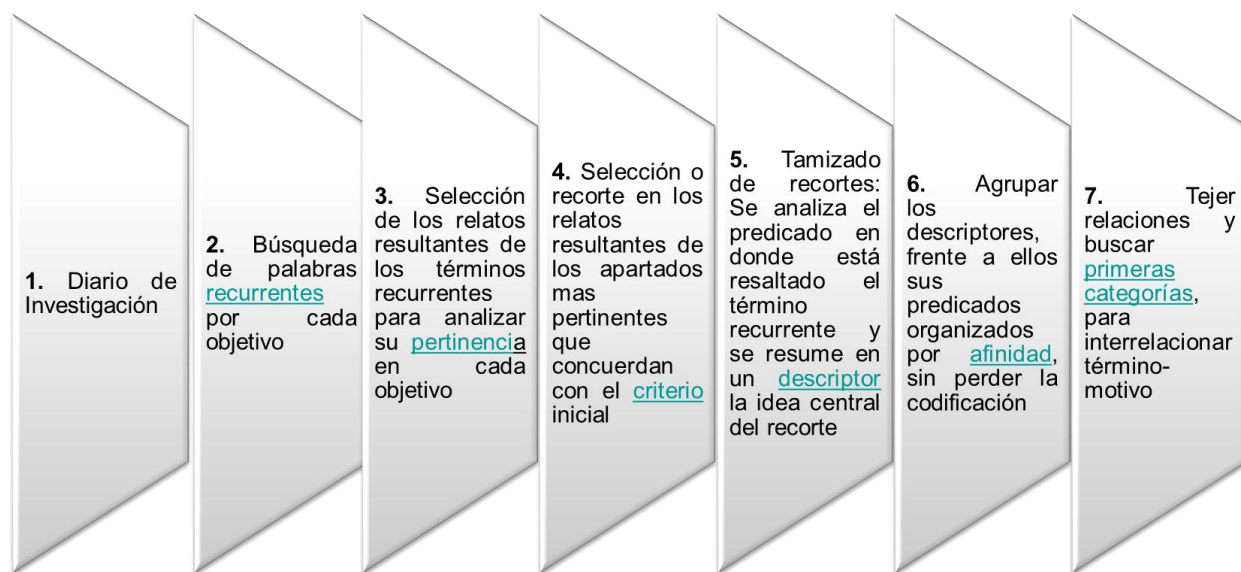 1. Diario de
Investigación
2. Búsqueda
de palabras
recurrentes
por cada
objetivo
3. Selección
de los relatos
resultantes de
los términos
recurrentes
para analizar
su pertinencia
en cada
objetivo
4. Selección o
recorte en los
relatos
resultantes de
los apartados
mas
pertinentes
que
concuerdan
con el criterio
inicial
5. Tamizado
de recortes:
Se analiza el
predicado en
donde está
resaltado el
término
recurrente y
se resume en
un descriptor
la idea central
del recorte
6. Agrupar
los
descriptores,
frente a ellos
sus
predicados
organizados
por afinidad,
sin perder la
codificación
7. Tejer
relaciones y
buscar
primeras
categorías,
para
interrelacionar
término-
motivo